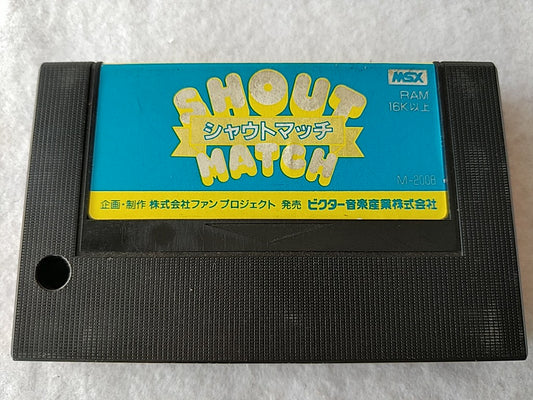 SHOUT
シャウトマッチ
MATCH
MSX
RAM
16K以上
M-2008
企画・制作 株式会社ファン プロジェクト 発売 ビクター音楽産業株式会社